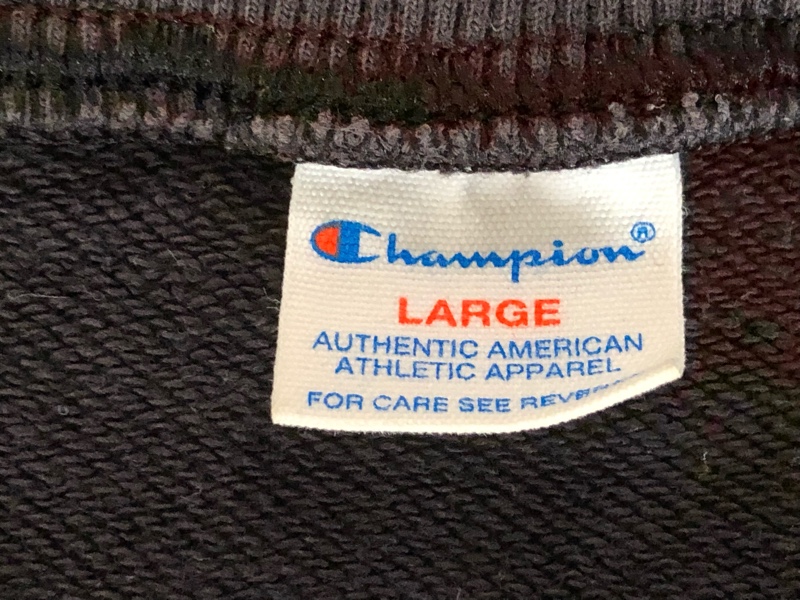 Champion®
LARGE
AUTHENTIC AMERICAN
ATHLETIC APPAREL
FOR CARE SEE